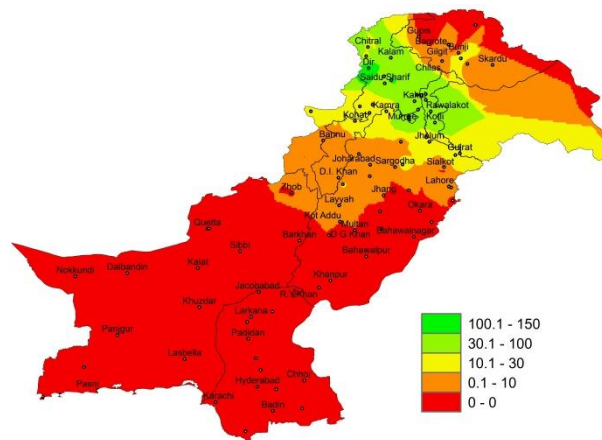 Gupis
Bagrote
Chitral
Bunji
Gilgit
Kalam
Skardu
Chilas
Dir
Saidu Sharif
Kakul
Kamra
Rawalakot
Kohat
Murree
Kotli
Bannu
Jhelum
Gujrat
Joharabad
Sargodha
Sialkot
D.I. Khan
Lahore
Zhob
Jhang
Layyah
Okara
Kot Addu
Quetta
Multan
Barkhan
D.G.Khan
Bahawalnagar
Sibbi
Bahawalpur
Kalat
Nokkundi
Dalbandin
Khanpur
Jacobabad
R.Y.Khan
Khuzdar
Larkana
Panjgur
Padidan
Lasbella
Pasni
Hyderabad
Chhor
Karachi
Badin
100.1 - 150
30.1 - 100
10.1 - 30
0.1 - 10
0 - 0